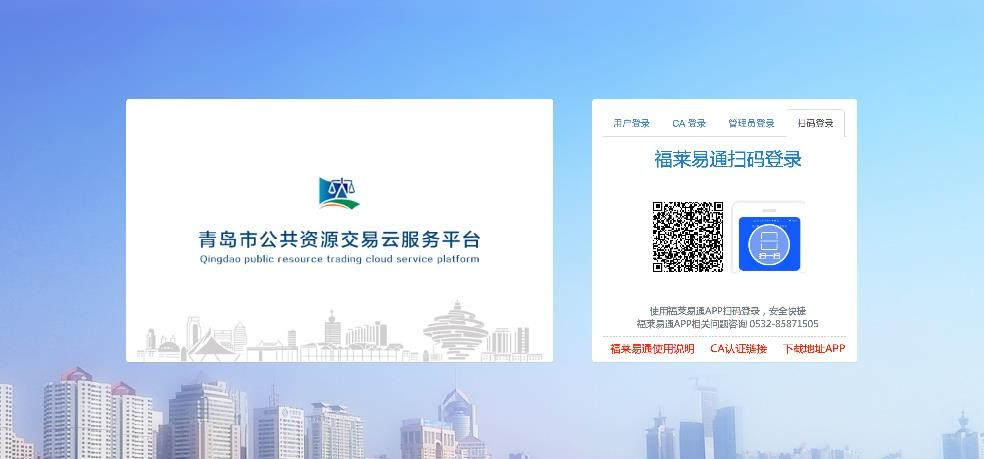 青岛市公共资源交易云服务平台
Qingdao public resource trading cloud service platform
用户登录 CA 登录 管理员登录 扫码登录
福莱易通扫码登录
扫一扫
使用福莱易通APP扫码登录，安全快捷
福莱易通APP相关问题咨询 0532-85871505
福莱易通使用说明 CA认证链接 下载地址APP